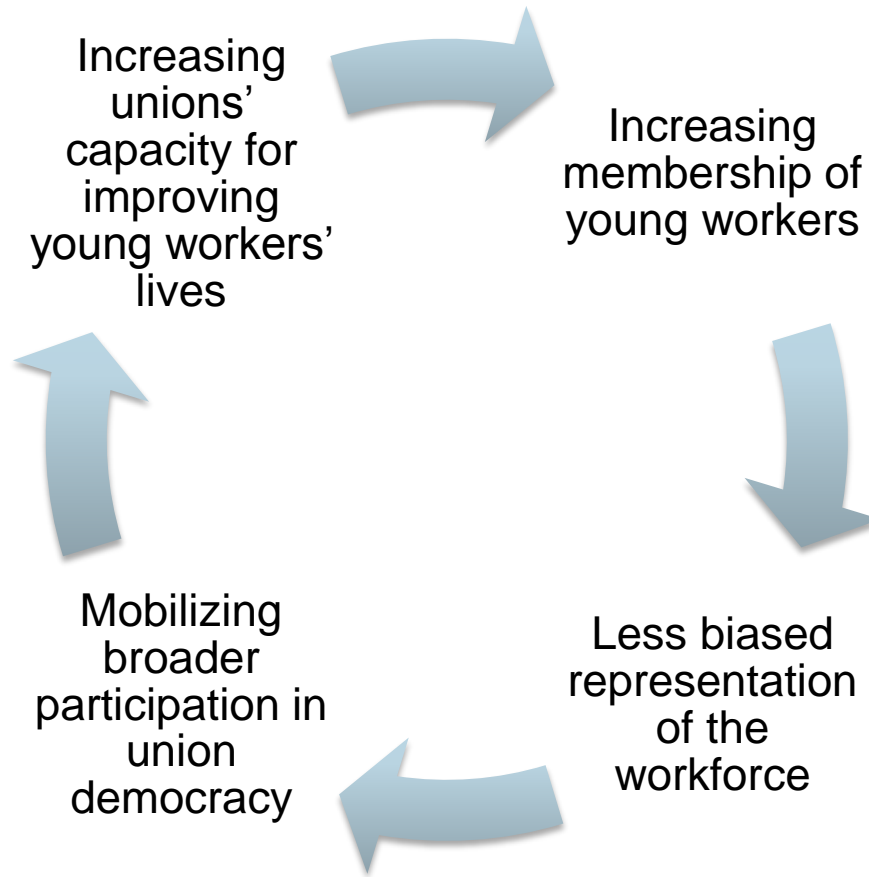 Increasing
unions’
capacity for
improving
young workers’
lives
Increasing
membership of
young workers
Less biased
representation
of the
workforce
Mobilizing
broader
participation in
union
democracy